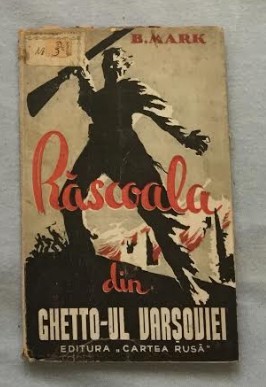 B. MARK
Răscoala
din
GHETTO-UL VARȘOVIEI
EDITURA „CARTEA RUSĂ"